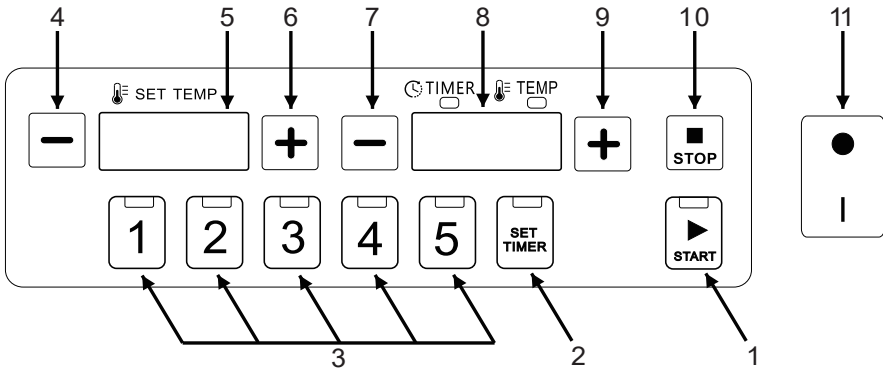 4 5 6 7 8 9 10 11
SET TEMP TIMER TEMP
STOP
1 2 3 4 5 SET TIMER START
3 2 1